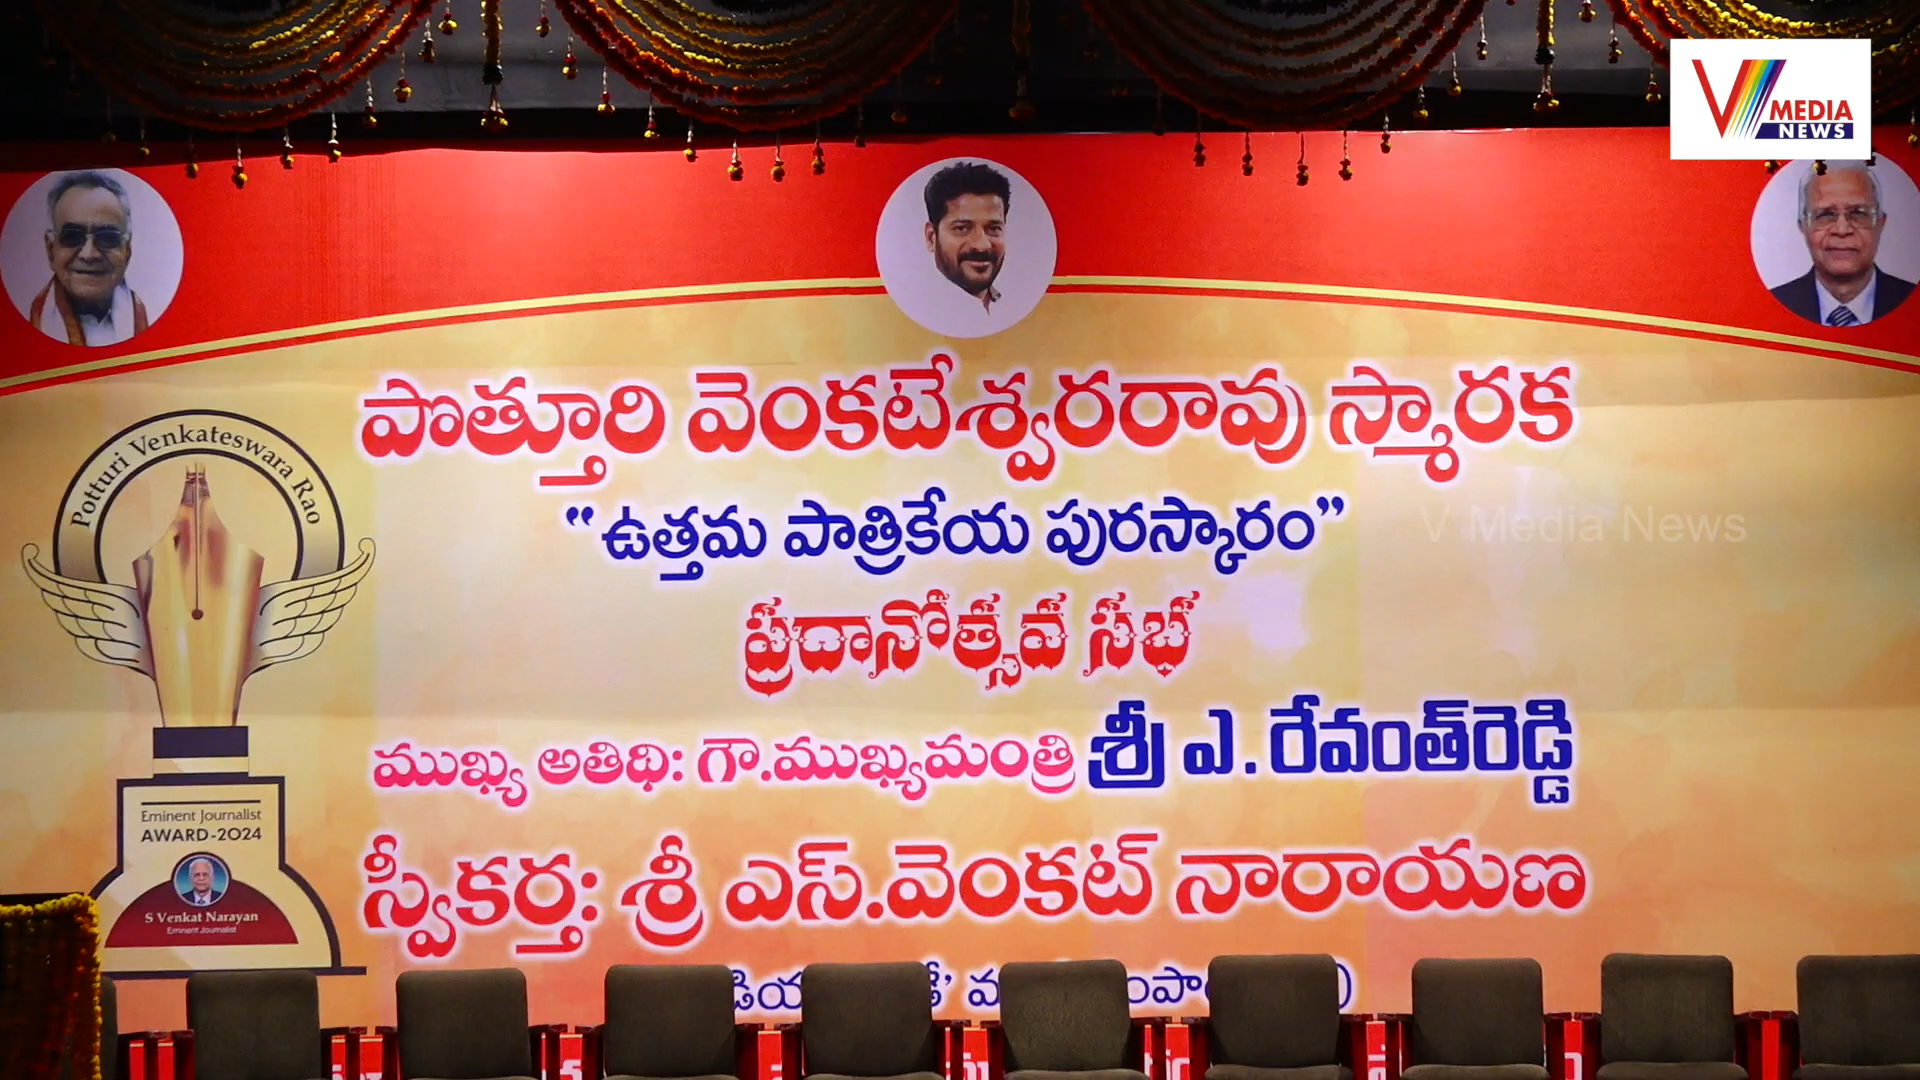 V MEDIA
NEWS
పొత్తూరి వెంకటేశ్వరరావు స్మారక
"ఉత్తమ పాత్రికేయ పురస్కారం"
V Media News
ప్రదానోత్సవ సభ
ముఖ్య అతిథి: గౌ.ముఖ్యమంత్రి శ్రీ ఎ. రేవంత్‌రెడ్డి
స్వీకర్త: శ్రీ ఎస్.వెంకట్ నారాయణ
Potturi Venkateswara Rao
Eminent Journalist
AWARD-2024
S Venkat Narayan
Eminent Journalist